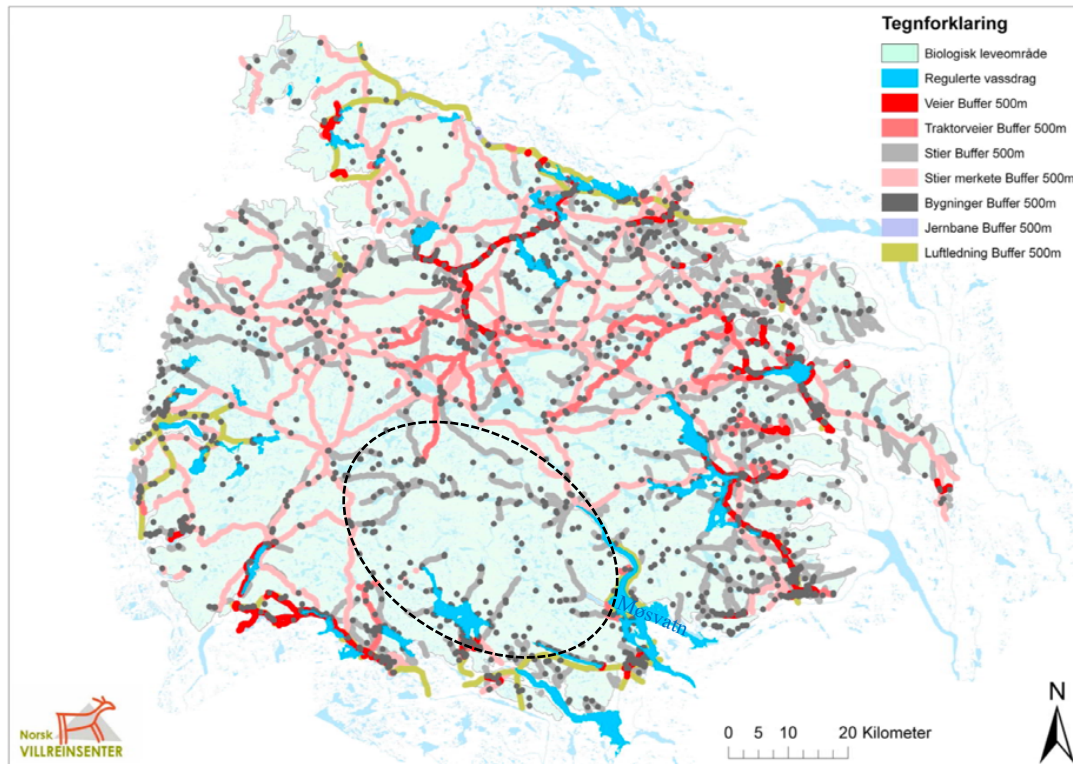 Tegnforklaring
Biologisk leveområde
Regulerte vassdrag
Veier Buffer 500m
Traktorveier Buffer 500m
Stier Buffer 500m
Stier merkete Buffer 500m
Bygninger Buffer 500m
Jernbane Buffer 500m
Luftledning Buffer 500m
Møsvatn
Norsk
VILLREINSENTER
0 5 10 20 Kilometer
N